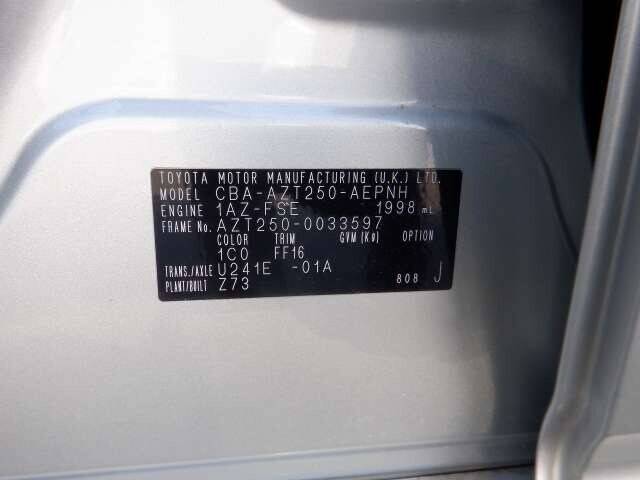 TOYOTA MOTOR MANUFACTURING (U.K.) LTD.
MODEL CBA-AZT250-AEPNH
ENGINE 1AZ-FSE 1998 mL
FRAME No. AZT250-0033597
COLOR TRIM GVM (Kg) OPTION
1C0 FF16
TRANS./AXLE U241E -01A
PLANT/BUILT Z73 808 J